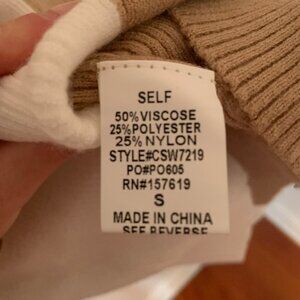 SELF
50%VISCOSE
25%POLYESTER
25%NYLON
STYLE#CSW7219
PO#PO605
RN#157619
S
MADE IN CHINA
SEE REVERSE